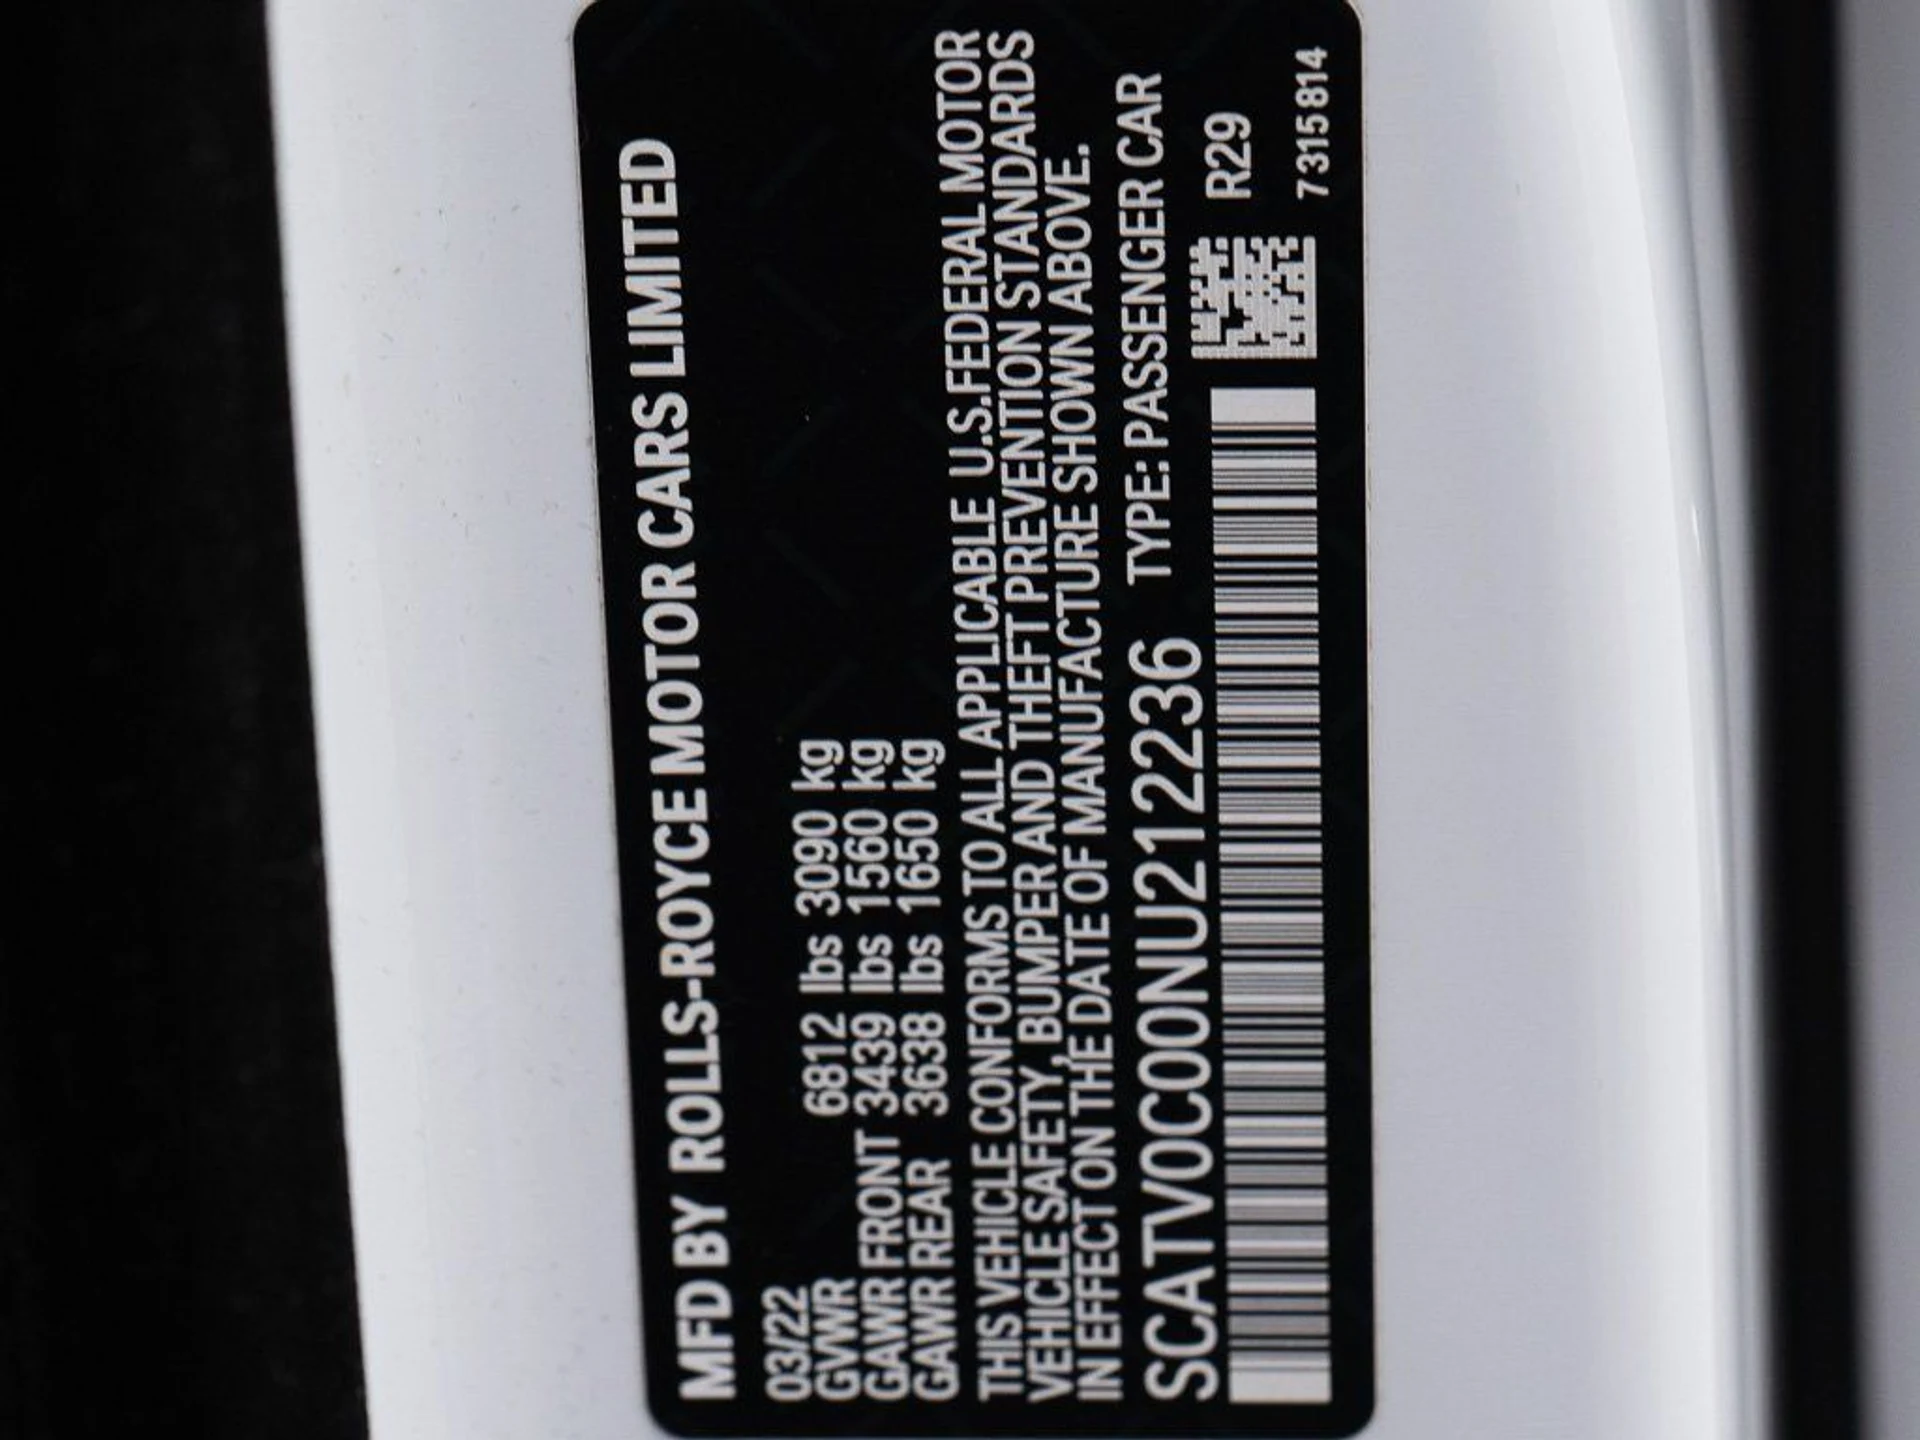 MFD BY ROLLS-ROYCE MOTOR CARS LIMITED
03/22
GVWR 6812 lbs 3090 kg
GAWR FRONT 3439 lbs 1560 kg
GAWR REAR 3638 lbs 1650 kg
THIS VEHICLE CONFORMS TO ALL APPLICABLE U.S.FEDERAL MOTOR
VEHICLE SAFETY, BUMPER AND THEFT PREVENTION STANDARDS
IN EFFECT ON THE DATE OF MANUFACTURE SHOWN ABOVE.
SCATV0C00NU212236 TYPE: PASSENGER CAR
R29
7315814